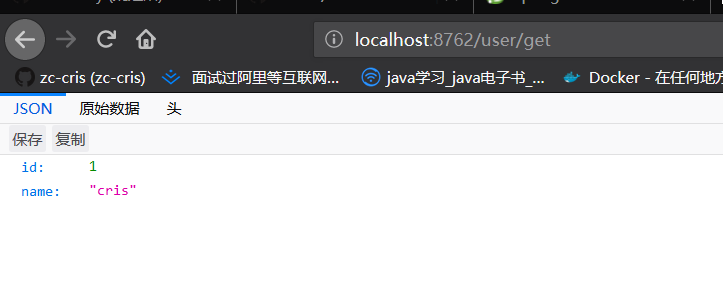 localhost:8762/user/get
zc-cris (zc-cris) 面试过阿里等互联网... java学习_java电子书_... Docker - 在任何地方
JSON 原始数据 头
保存 复制
id: 1
name: "cris"